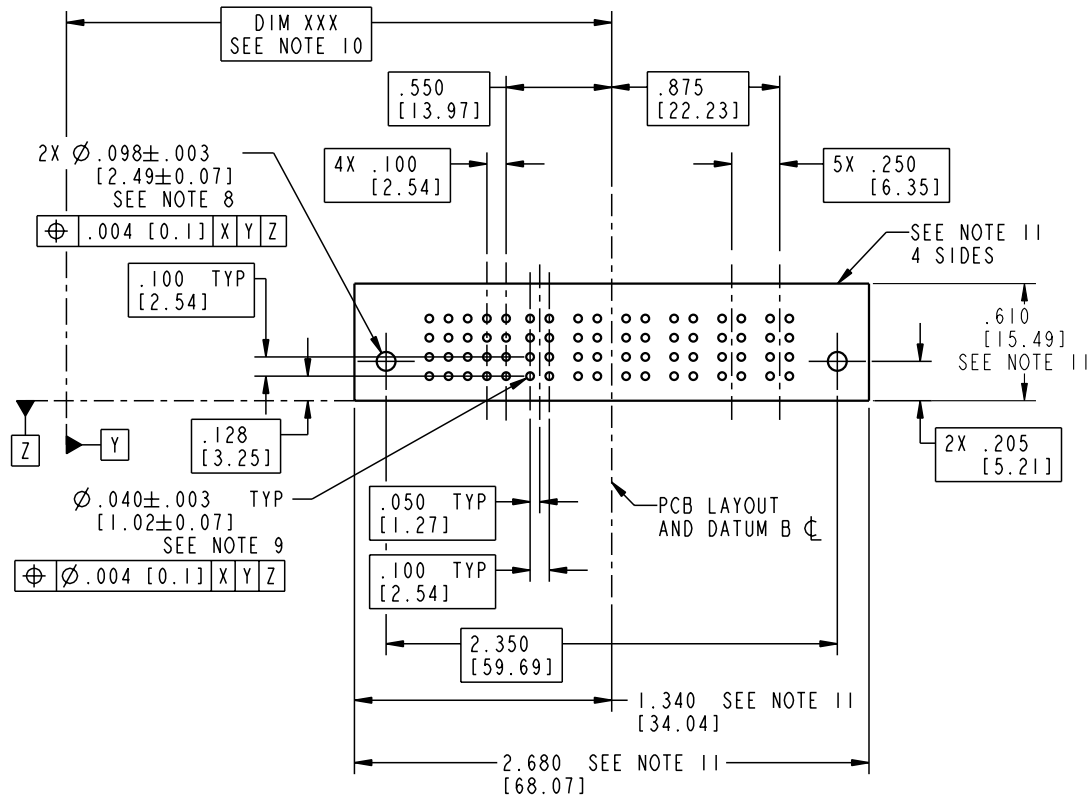 DIM XXX
SEE NOTE 10
.550
[13.97]
.875
[22.23]
2X Ø .098±.003
[2.49±0.07]
SEE NOTE 8
⌖ .004 [0.1] X Y Z
4X .100
[2.54]
5X .250
[6.35]
SEE NOTE 11
4 SIDES
.100 TYP
[2.54]
.610
[15.49]
SEE NOTE 11
Z
Y
.128
[3.25]
2X .205
[5.21]
Ø .040±.003 TYP
[1.02±0.07]
SEE NOTE 9
⌖ Ø .004 [0.1] X Y Z
.050 TYP
[1.27]
PCB LAYOUT
AND DATUM B ℄
.100 TYP
[2.54]
2.350
[59.69]
1.340 SEE NOTE 11
[34.04]
2.680 SEE NOTE 11
[68.07]